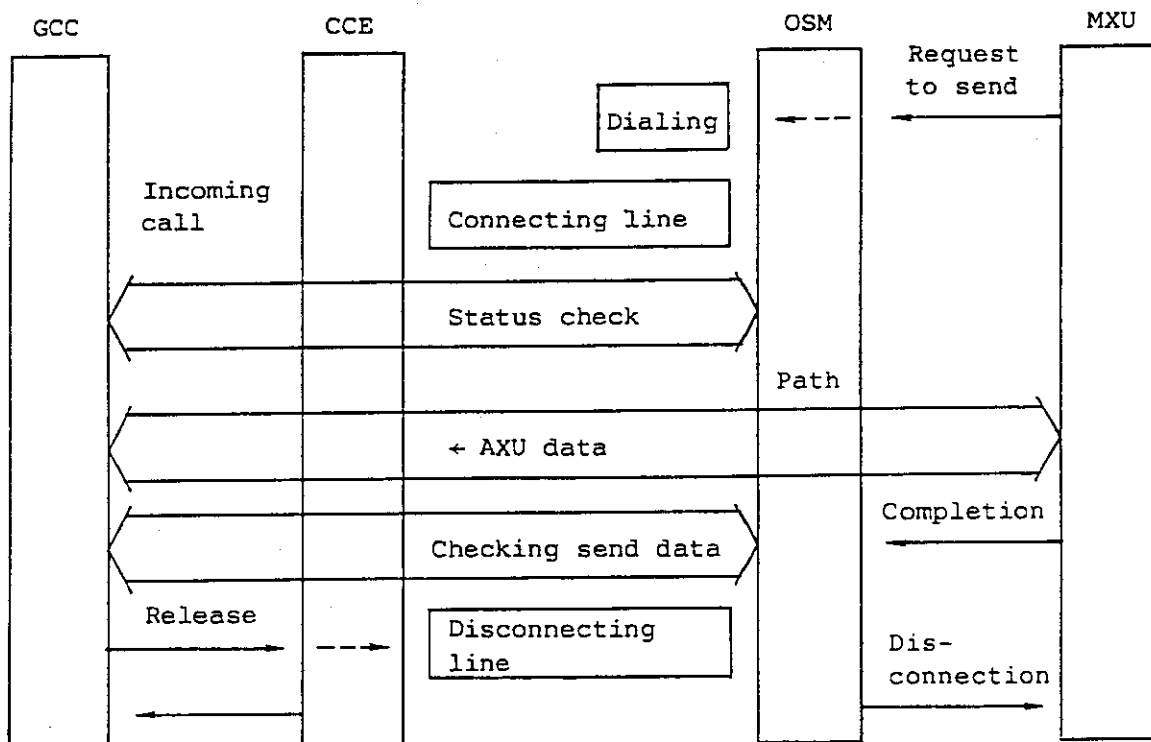 GCC
CCE
OSM
MXU
Request
to send
Dialing
Incoming
call
Connecting line
Status check
Path
← AXU data
Completion
Checking send data
Release
Disconnecting
line
Dis-
connection